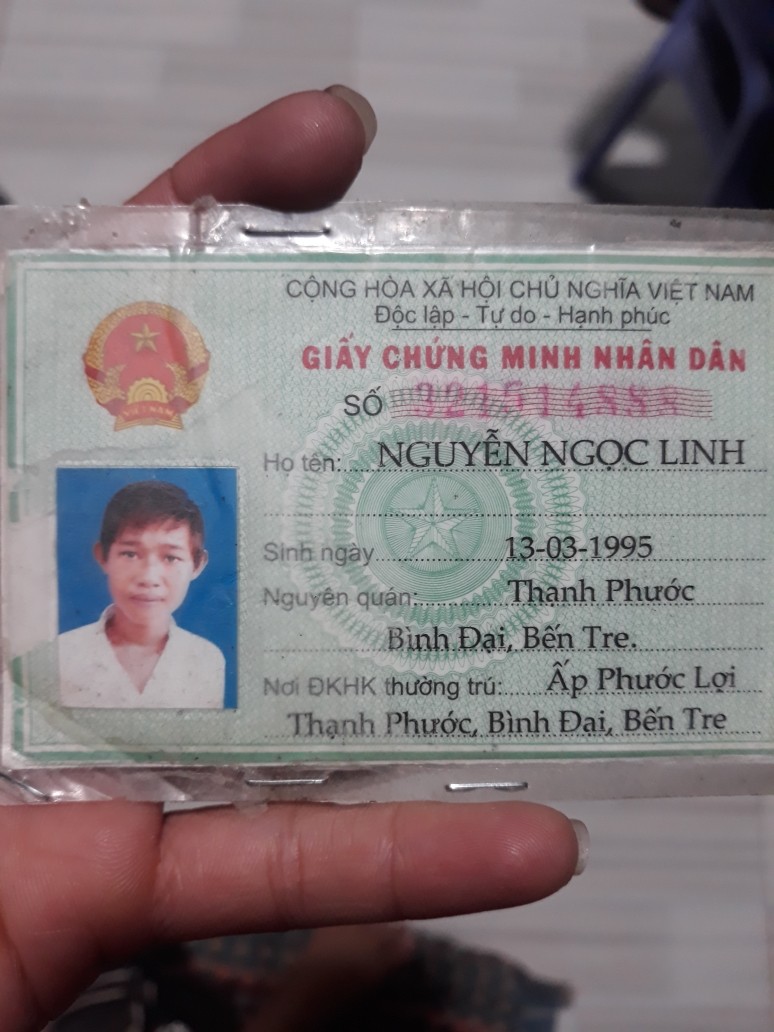 CỘNG HÒA XÃ HỘI CHỦ NGHĨA VIỆT NAM
Độc lập - Tự do - Hạnh phúc
GIẤY CHỨNG MINH NHÂN DÂN
SỐ
Họ tên: NGUYỄN NGỌC LINH
Sinh ngày 13-03-1995
Nguyên quán: Thạnh Phước
Bình Đại, Bến Tre.
Nơi ĐKHK thường trú: Ấp Phước Lợi
Thạnh Phước, Bình Đại, Bến Tre
VIỆT NAM